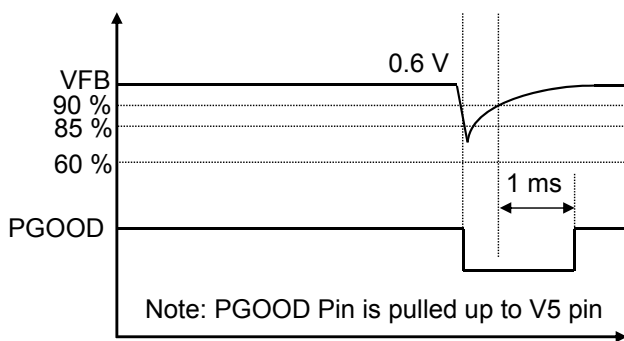 0.6 V
VFB
90 %
85 %
60 %
1 ms
PGOOD
Note: PGOOD Pin is pulled up to V5 pin